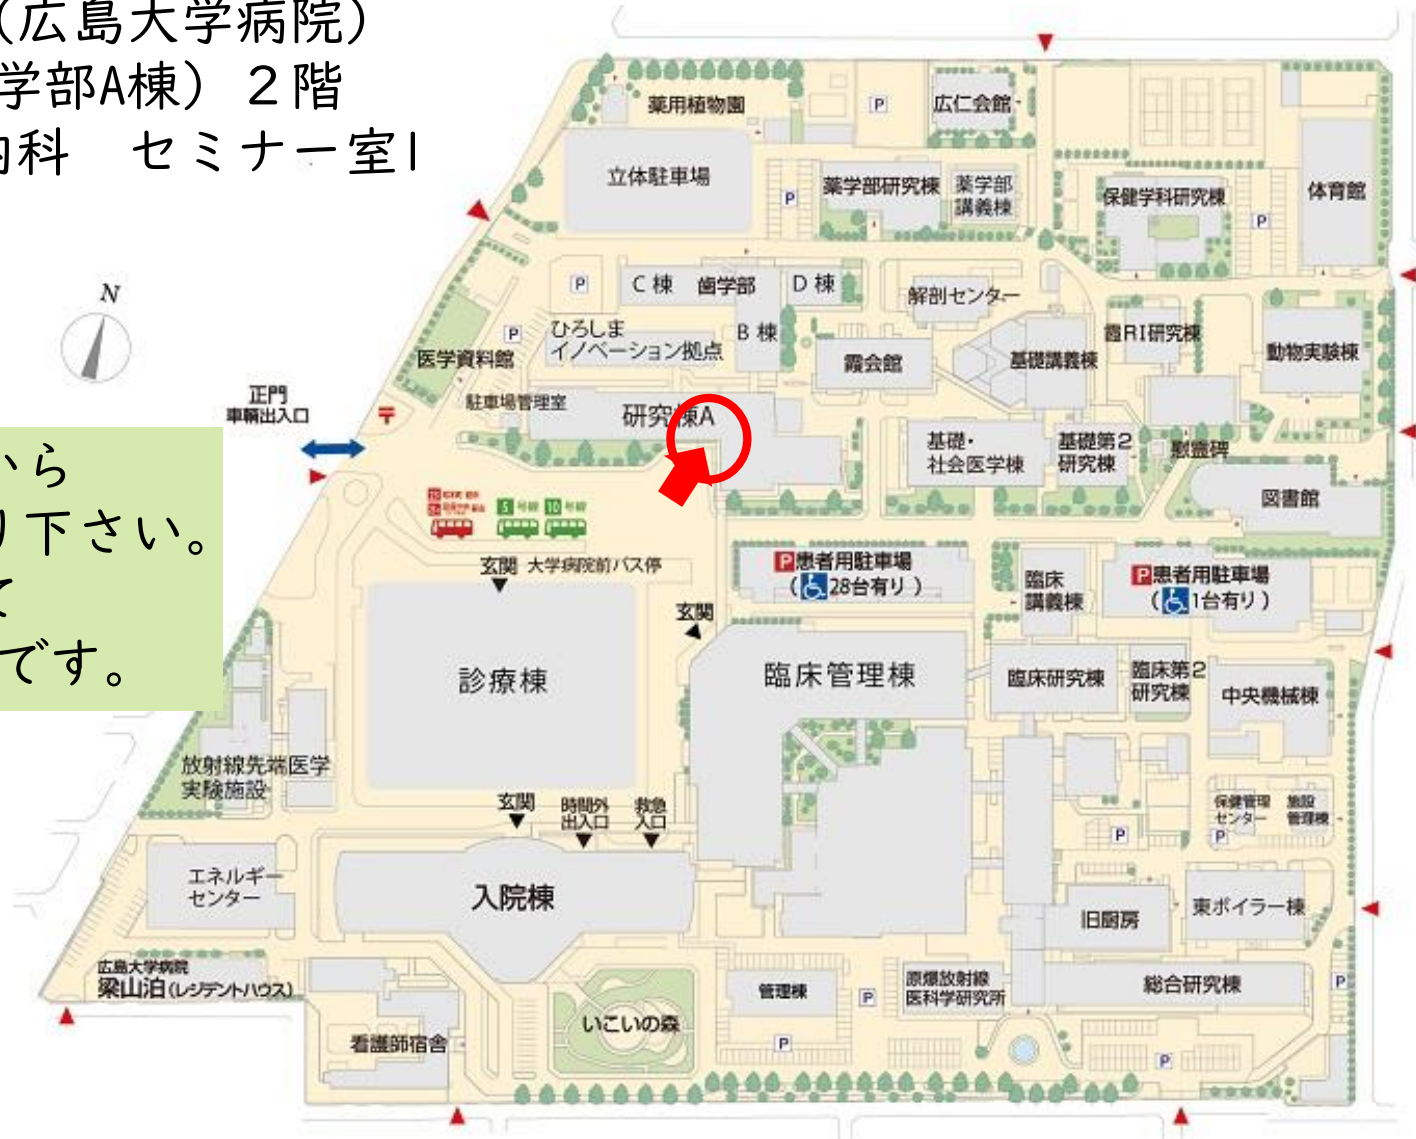 （広島大学病院）
学部A棟）２階
内科　セミナー室1
から
り下さい。
て
です。
N
正門
車輛出入口
薬用植物園
P
広仁会館
立体駐車場
P
薬学部研究棟
薬学部
講義棟
保健学科研究棟
P
体育館
P
C棟
歯学部
D棟
B棟
解剖センター
P
ひろしま
イノベーション拠点
医学資料館
霞会館
基礎講義棟
霞RI研究棟
動物実験棟
駐車場管理室
〒
研究棟A
基礎・
社会医学棟
基礎第2
研究棟
慰霊碑
図書館
5 号線
10 号線
玄関
大学病院前バス停
P患者用駐車場
（28台有り）
臨床
講義棟
P患者用駐車場
（1台有り）
玄関
診療棟
臨床管理棟
臨床研究棟
臨床第2
研究棟
中央機械棟
放射線先端医学
実験施設
玄関
時間外
出入口
救急
入口
保健管理
センター
P
施設
管理棟
P
エネルギー
センター
入院棟
旧厨房
東ボイラー棟
広島大学病院
梁山泊（レジデントハウス）
管理棟
P
原爆放射線
医科学研究所
総合研究棟
P
いこいの森
看護師宿舎
P
P